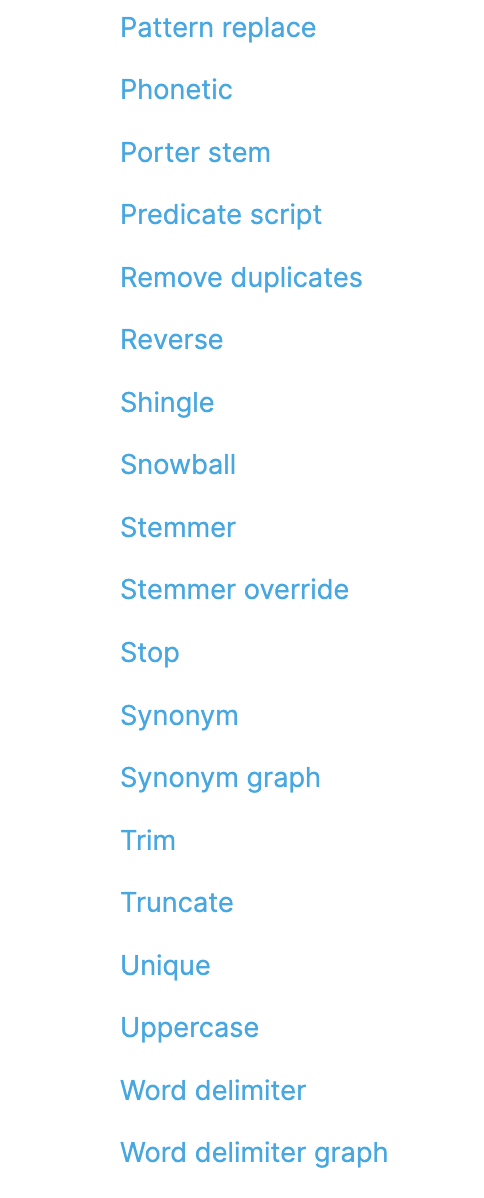 Pattern replace
Phonetic
Porter stem
Predicate script
Remove duplicates
Reverse
Shingle
Snowball
Stemmer
Stemmer override
Stop
Synonym
Synonym graph
Trim
Truncate
Unique
Uppercase
Word delimiter
Word delimiter graph